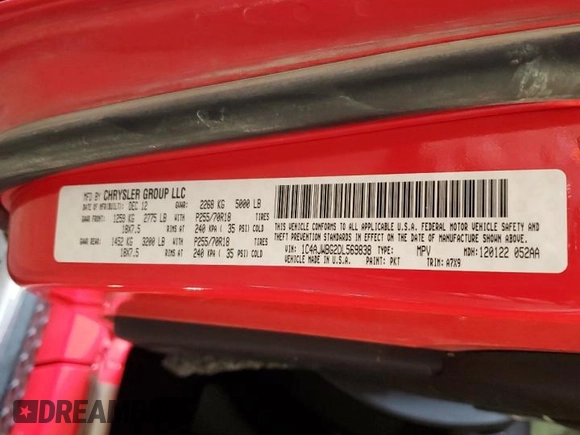 MFD BY CHRYSLER GROUP LLC
DATE OF MFR/BUILT: DEC 12 GVWR: 2268 KG 5000 LB
GAWR FRONT: 1259 KG 2775 LB WITH P255/70R18 TIRES
18X7.5 RIMS AT 240 KPA ( 35 PSI) COLD
GAWR REAR: 1452 KG 3200 LB WITH P255/70R18 TIRES
18X7.5 RIMS AT 240 KPA ( 35 PSI) COLD
THIS VEHICLE CONFORMS TO ALL APPLICABLE U.S.A. FEDERAL MOTOR VEHICLE SAFETY AND
THEFT PREVENTION STANDARDS IN EFFECT ON THE DATE OF MANUFACTURE SHOWN ABOVE.
VIN: 1C4AJWBG2DL569838 TYPE: MPV MDH: 120122 052AA
VEHICLE MADE IN U.S.A. PAINT: PKT TRIM: A7X9